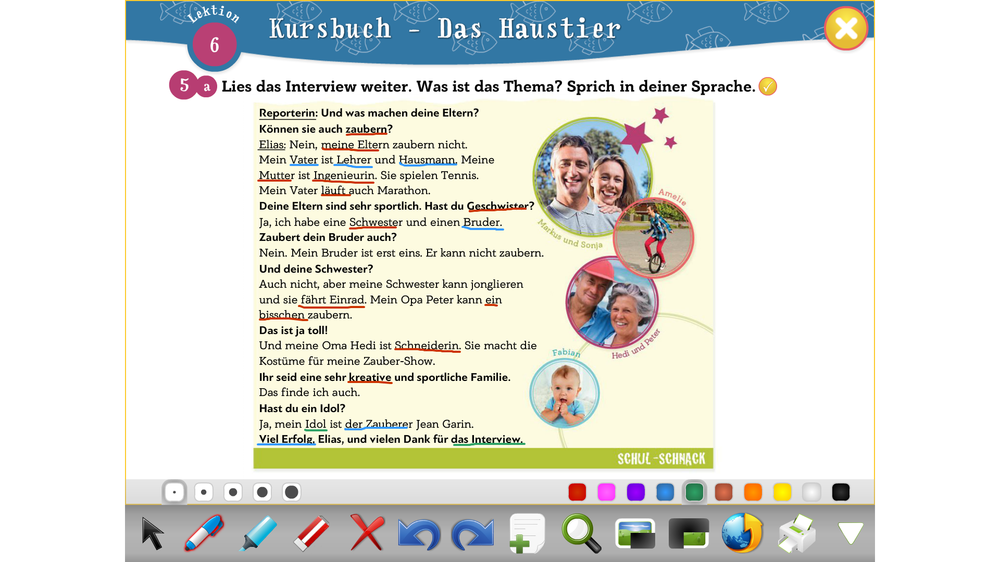 Lektion
6
Kursbuch - Das Haustier
5 a Lies das Interview weiter. Was ist das Thema? Sprich in deiner Sprache.
Reporterin: Und was machen deine Eltern?
Können sie auch zaubern?
Elias: Nein, meine Eltern zaubern nicht.
Mein Vater ist Lehrer und Hausmann. Meine
Mutter ist Ingenieurin. Sie spielen Tennis.
Mein Vater läuft auch Marathon.
Deine Eltern sind sehr sportlich. Hast du Geschwister?
Ja, ich habe eine Schwester und einen Bruder.
Zaubert dein Bruder auch?
Nein. Mein Bruder ist erst eins. Er kann nicht zaubern.
Und deine Schwester?
Auch nicht, aber meine Schwester kann jonglieren
und sie fährt Einrad. Mein Opa Peter kann ein
bisschen zaubern.
Das ist ja toll!
Und meine Oma Hedi ist Schneiderin. Sie macht die
Kostüme für meine Zauber-Show.
Ihr seid eine sehr kreative und sportliche Familie.
Das finde ich auch.
Hast du ein Idol?
Ja, mein Idol ist der Zauberer Jean Garin.
Viel Erfolg, Elias, und vielen Dank für das Interview.
Markus und Sonja
Amelie
Hedi und Peter
Fabian
SCHUL-SCHNACK